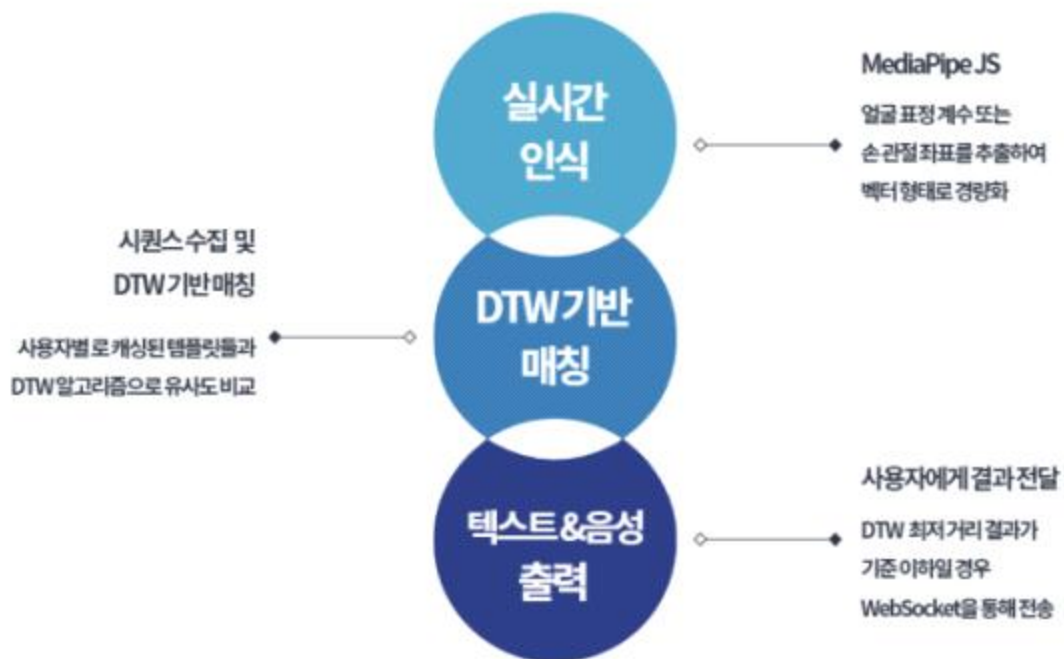 실시간
인식
MediaPipe JS
얼굴 표정 계수 또는
손 관절 좌표를 추출하여
벡터 형태로 경량화
시퀀스 수집 및
DTW 기반 매칭
사용자별로 캐싱된 템플릿들과
DTW 알고리즘으로 유사도 비교
DTW 기반
매칭
텍스트&음성
출력
사용자에게 결과 전달
DTW 최저 거리 결과가
기준 이하일 경우
WebSocket을 통해 전송